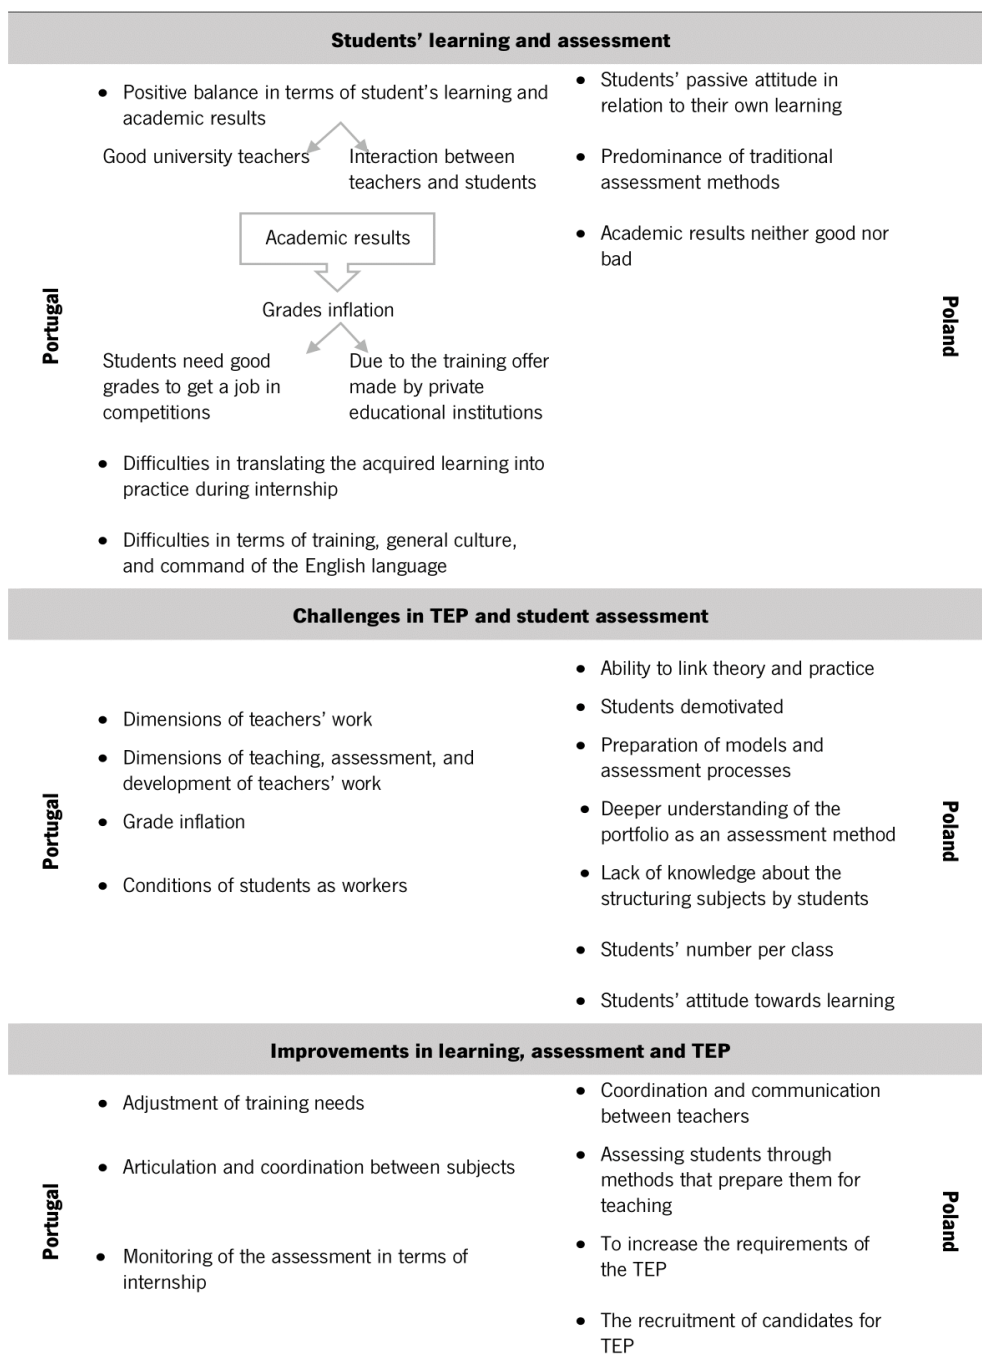 Students’ learning and assessment
Portugal
● Positive balance in terms of student’s learning and
academic results
Good university teachers
Interaction between
teachers and students
Academic results
Grades inflation
Students need good
grades to get a job in
competitions
Due to the training offer
made by private
educational institutions
● Difficulties in translating the acquired learning into
practice during internship
● Difficulties in terms of training, general culture,
and command of the English language
● Students’ passive attitude in
relation to their own learning
● Predominance of traditional
assessment methods
● Academic results neither good nor
bad
Poland
Challenges in TEP and student assessment
Portugal
● Dimensions of teachers’ work
● Dimensions of teaching, assessment, and
development of teachers’ work
● Grade inflation
● Conditions of students as workers
● Ability to link theory and practice
● Students demotivated
● Preparation of models and
assessment processes
● Deeper understanding of the
portfolio as an assessment method
● Lack of knowledge about the
structuring subjects by students
● Students’ number per class
● Students’ attitude towards learning
Poland
Improvements in learning, assessment and TEP
Portugal
● Adjustment of training needs
● Articulation and coordination between subjects
● Monitoring of the assessment in terms of
internship
● Coordination and communication
between teachers
● Assessing students through
methods that prepare them for
teaching
● To increase the requirements of
the TEP
● The recruitment of candidates for
TEP
Poland